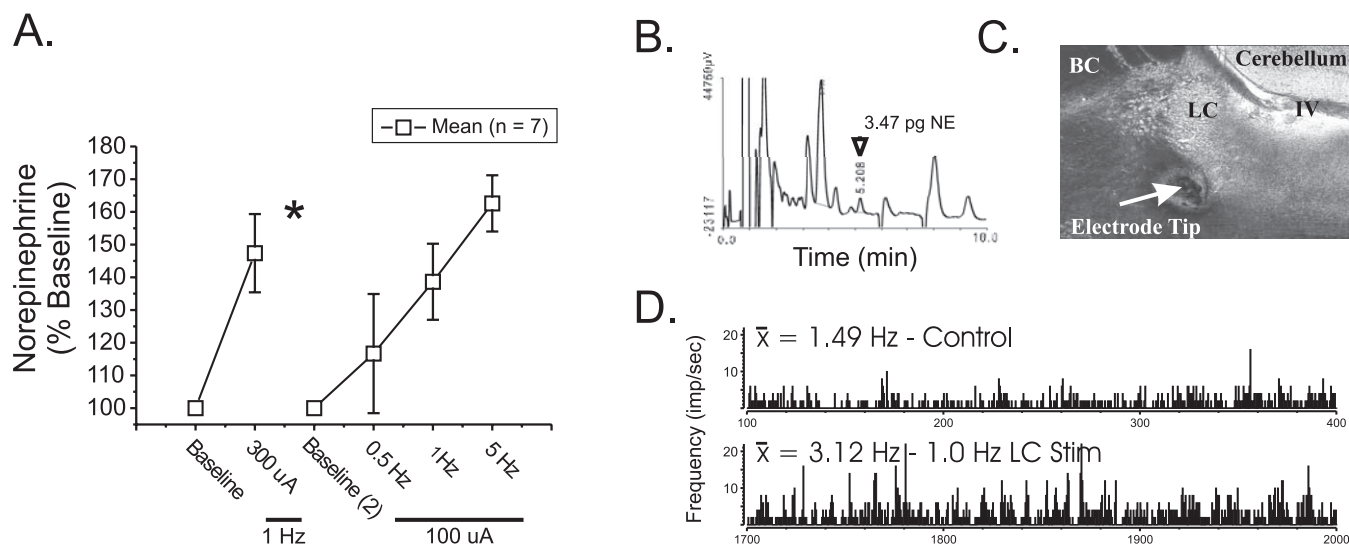 A.
Mean (n = 7)
Norepinephrine
(% Baseline)
180
170
160
150
140
130
120
110
100
*
Baseline
300 uA
Baseline (2)
0.5 Hz
1Hz
5 Hz
1 Hz
100 uA
B.
44750µV
-23117
3.47 pg NE
5.208
0.0
10.0
Time (min)
C.
BC
Cerebellum
LC
IV
Electrode Tip
D.
Frequency (imp/sec)
x̄ = 1.49 Hz - Control
20
10
100
200
300
400
x̄ = 3.12 Hz - 1.0 Hz LC Stim
20
10
1700
1800
1900
2000